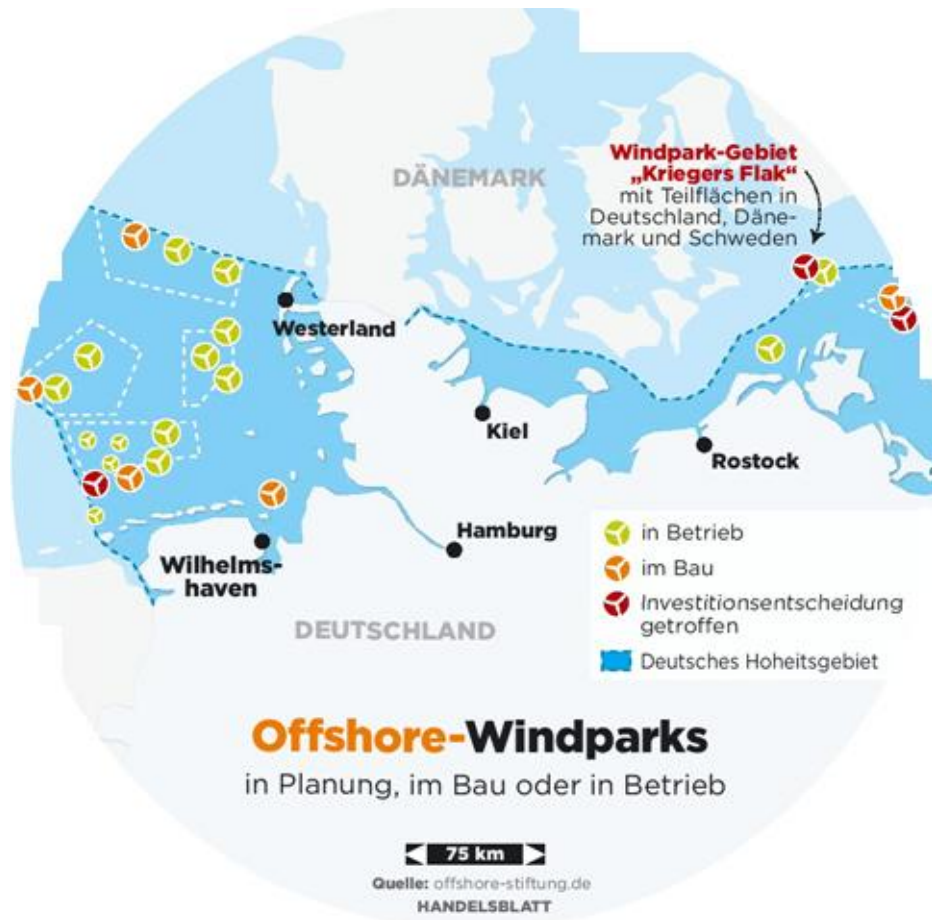 DÄNEMARK
Windpark-Gebiet
„Kriegers Flak“
mit Teilflächen in
Deutschland, Däne-
mark und Schweden
Westerland
Kiel
Rostock
Hamburg
Wilhelms-
haven
DEUTSCHLAND
in Betrieb
im Bau
Investitionsentscheidung
getroffen
Deutsches Hoheitsgebiet
Offshore-Windparks
in Planung, im Bau oder in Betrieb
75 km
Quelle: offshore-stiftung.de
HANDELSBLATT